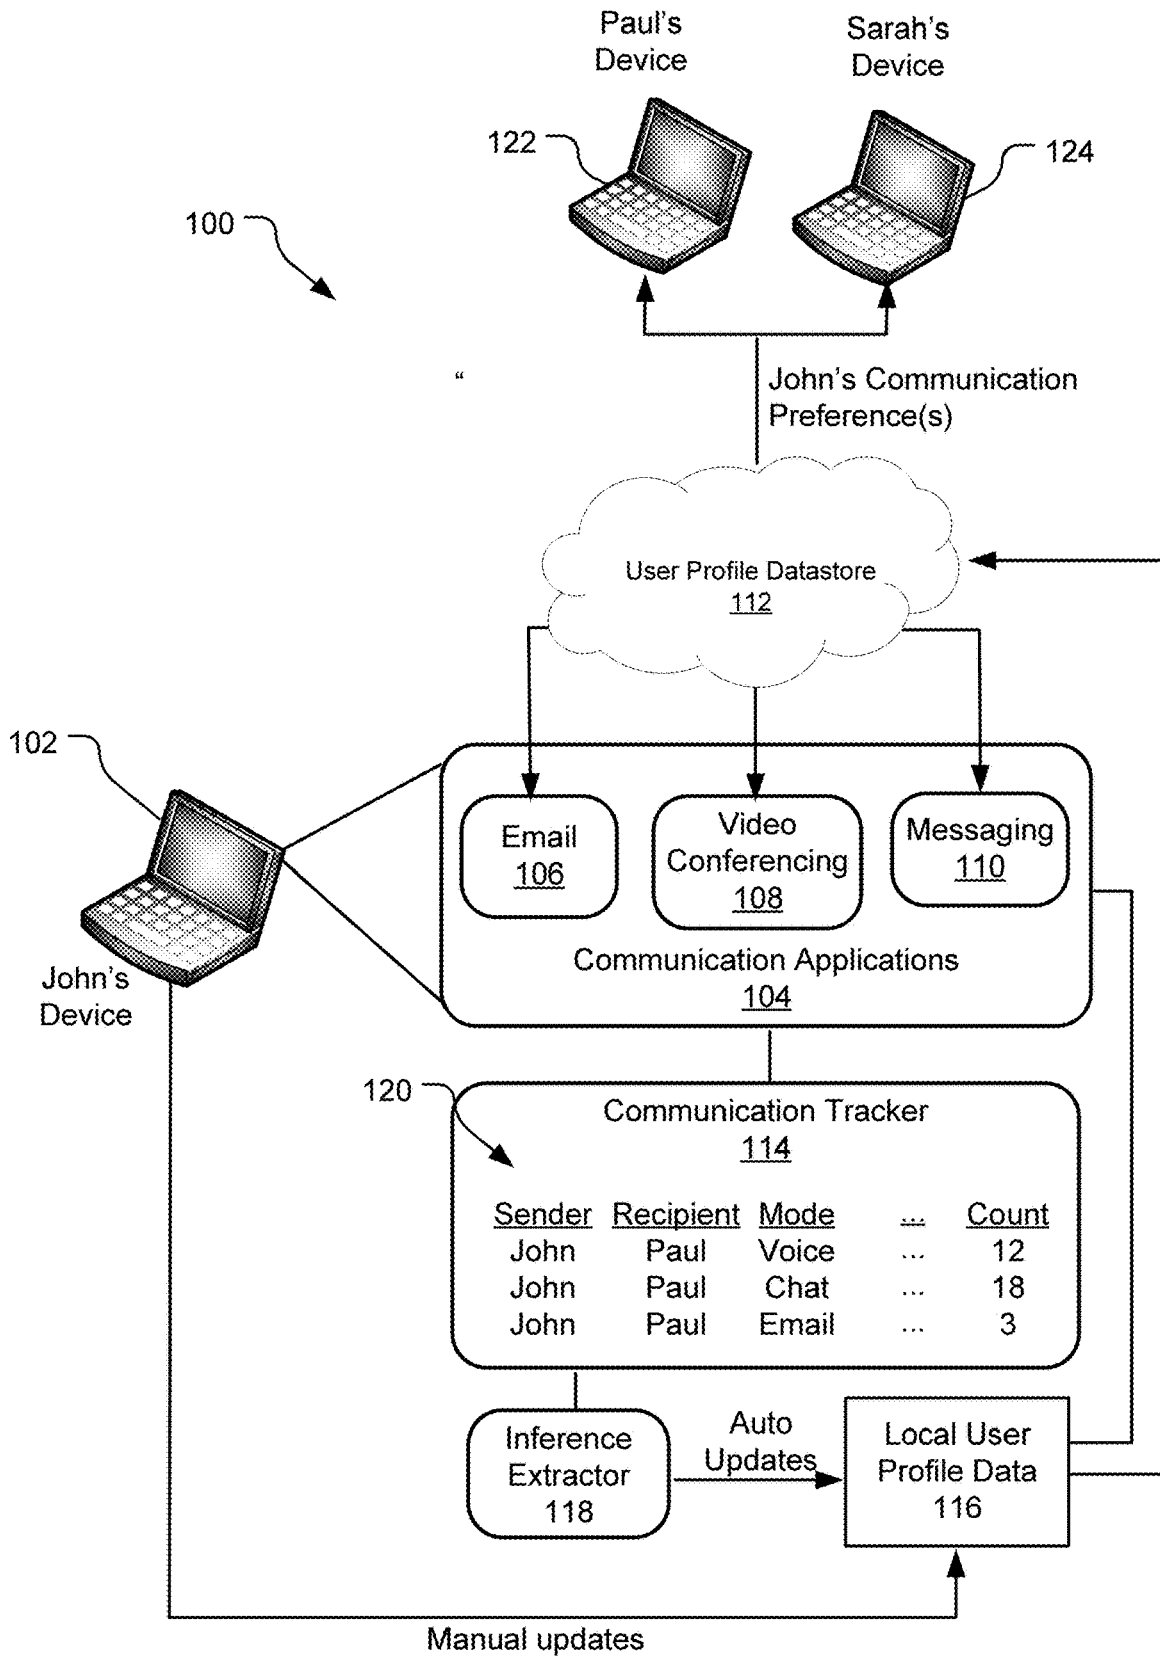 Paul's
Device
Sarah's
Device
122
124
100
“
John's Communication
Preference(s)
User Profile Datastore
112
102
Email
106
Video
Conferencing
108
Messaging
110
Communication Applications
104
John's
Device
120
Communication Tracker
114
Sender Recipient Mode ... Count
John Paul Voice ... 12
John Paul Chat ... 18
John Paul Email ... 3
Inference
Extractor
118
Auto
Updates
Local User
Profile Data
116
Manual updates